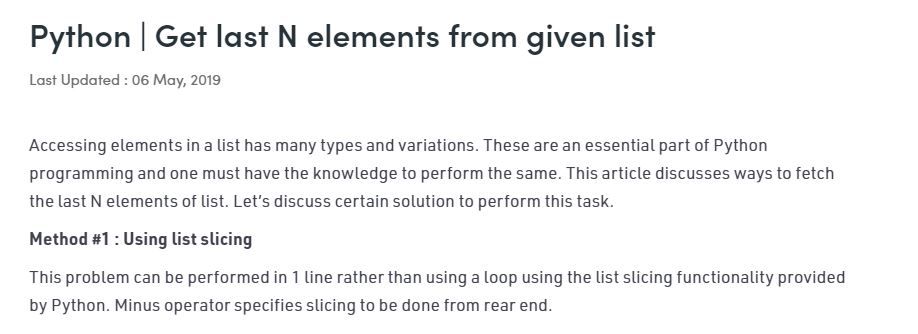 Python | Get last N elements from given list
Last Updated : 06 May, 2019
Accessing elements in a list has many types and variations. These are an essential part of Python
programming and one must have the knowledge to perform the same. This article discusses ways to fetch
the last N elements of list. Let’s discuss certain solution to perform this task.
Method #1 : Using list slicing
This problem can be performed in 1 line rather than using a loop using the list slicing functionality provided
by Python. Minus operator specifies slicing to be done from rear end.